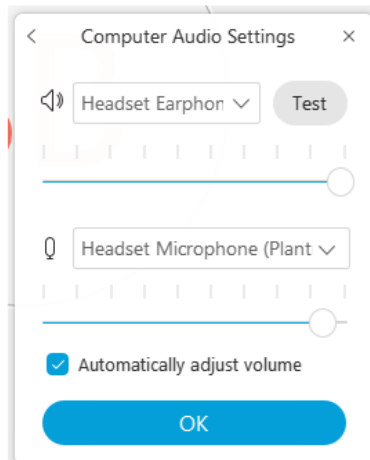 Computer Audio Settings
Headset Earphon
Test
Headset Microphone (Plant
Automatically adjust volume
OK